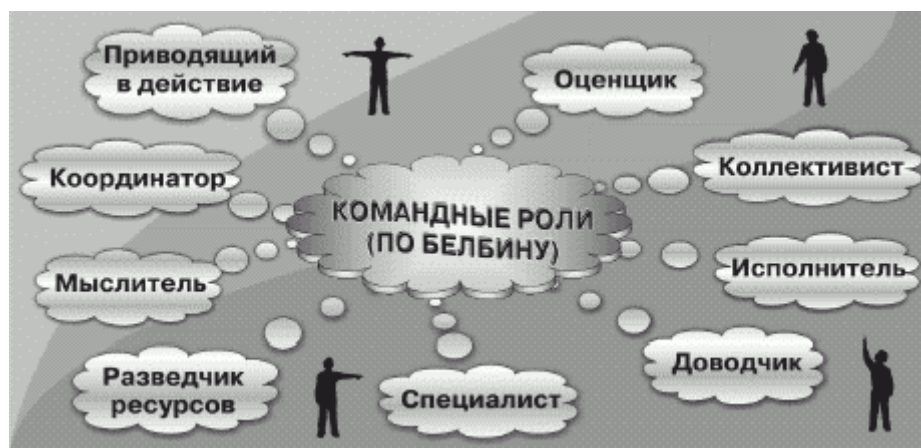 Приводящий
в действие
Оценщик
Координатор
Коллективист
КОМАНДНЫЕ РОЛИ
(ПО БЕЛБИНУ)
Мыслитель
Исполнитель
Разведчик
ресурсов
Специалист
Доводчик